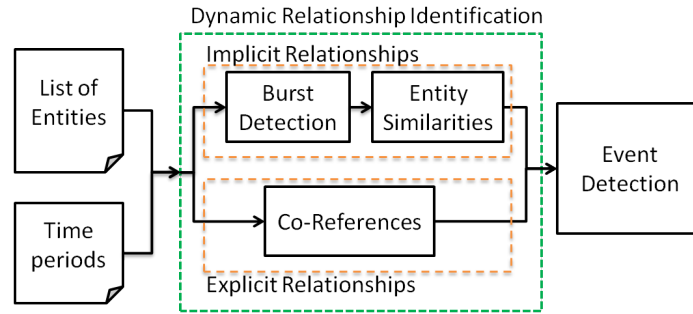 Dynamic Relationship Identification
Implicit Relationships
List of
Entities
Burst
Detection
Entity
Similarities
Event
Detection
Time
periods
Co-References
Explicit Relationships